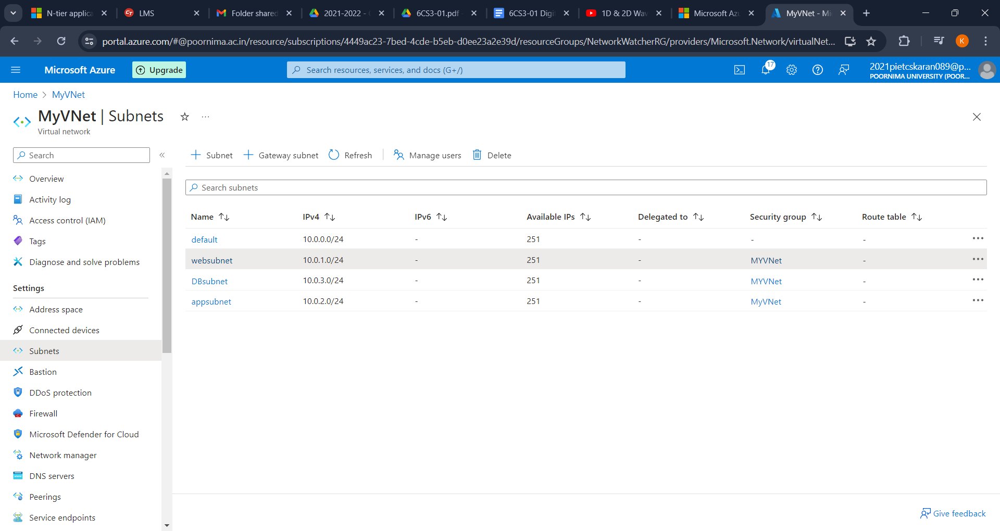 N-tier applica
LMS
Folder shared
2021-2022 -
6CS3-01.pdf
6CS3-01 Digi
1D & 2D Wav
Microsoft Az
MyVNet - Mi
portal.azure.com/#@poornima.ac.in/resource/subscriptions/4449ac23-7bed-4cde-b5eb-d0ee23a2e39d/resourceGroups/NetworkWatcherRG/providers/Microsoft.Network/virtualNet...
K
Microsoft Azure
Upgrade
Search resources, services, and docs (G+/)
17
2021pietcskaran089@p...
POORNIMA UNIVERSITY (POOR...
Home > MyVNet
MyVNet | Subnets
Virtual network
Search
Subnet
Gateway subnet
Refresh
Manage users
Delete
Search subnets
Name IPv4 IPv6 Available IPs Delegated to Security group Route table
default 10.0.0.0/24 - 251 - - -
websubnet 10.0.1.0/24 - 251 - MYVNet -
DBsubnet 10.0.3.0/24 - 251 - MYVNet -
appsubnet 10.0.2.0/24 - 251 - MyVNet -
Overview
Activity log
Access control (IAM)
Tags
Diagnose and solve problems
Settings
Address space
Connected devices
Subnets
Bastion
DDoS protection
Firewall
Microsoft Defender for Cloud
Network manager
DNS servers
Peerings
Service endpoints
Give feedback